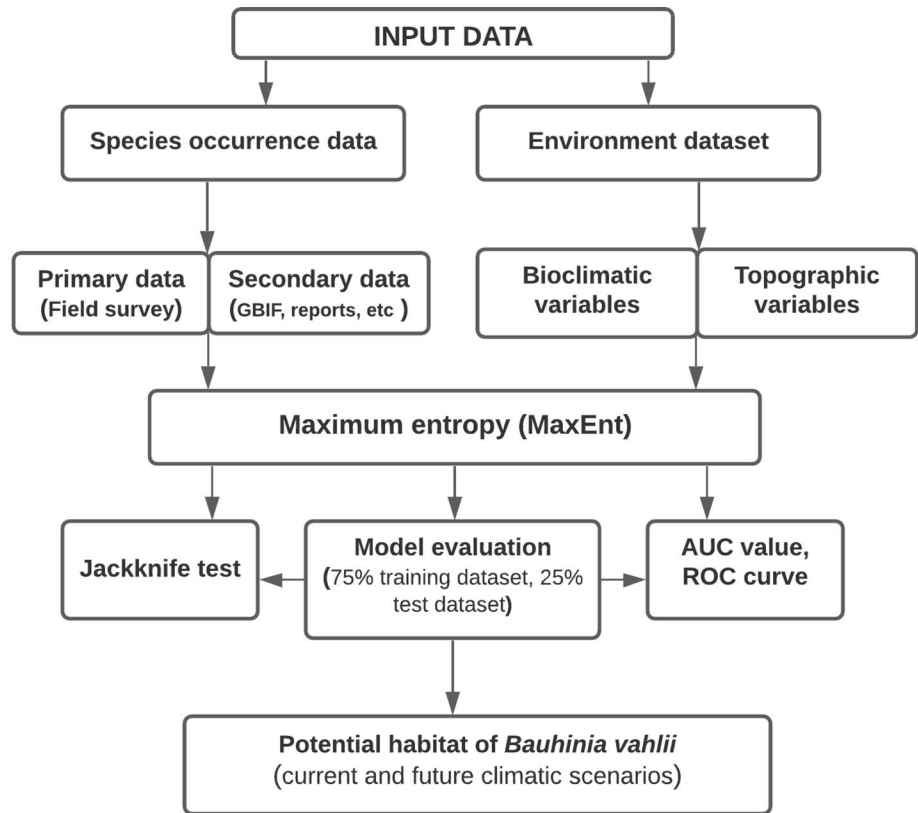 INPUT DATA
Species occurrence data
Environment dataset
Primary data
(Field survey)
Secondary data
(GBIF, reports, etc )
Bioclimatic
variables
Topographic
variables
Maximum entropy (MaxEnt)
Jackknife test
Model evaluation
(75% training dataset, 25%
test dataset)
AUC value,
ROC curve
Potential habitat of Bauhinia vahlii
(current and future climatic scenarios)